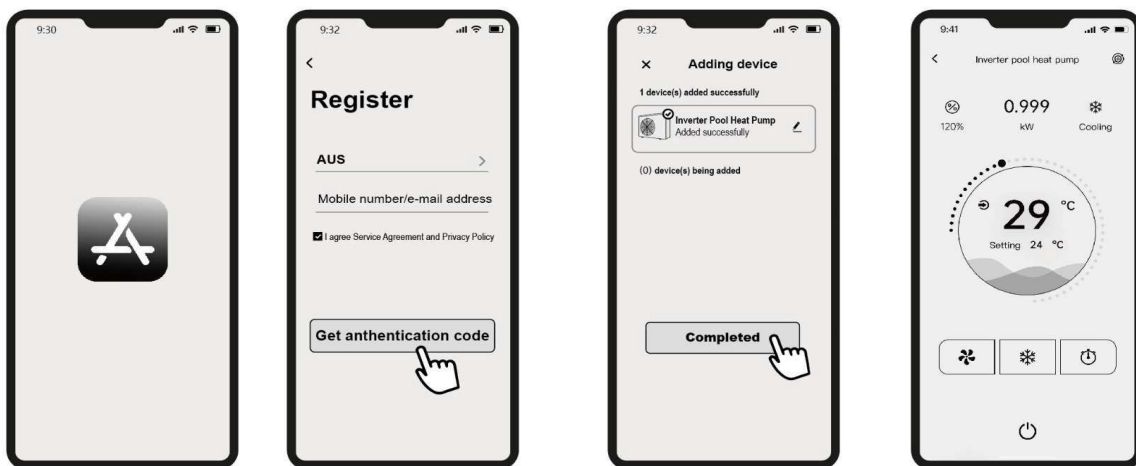 9:30
9:32
Register
AUS
Mobile number/e-mail address
I agree Service Agreement and Privacy Policy
Get anthentication code
9:32
Adding device
1 device(s) added successfully
Inverter Pool Heat Pump
Added successfully
(0) device(s) being added
Completed
9:41
Inverter pool heat pump
120%
0.999
kW
Cooling
29 °C
Setting 24 °C